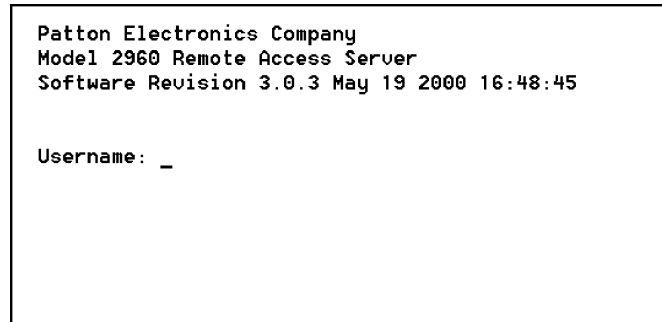 Patton Electronics Company
Model 2960 Remote Access Server
Software Revision 3.0.3 May 19 2000 16:48:45
Username: _